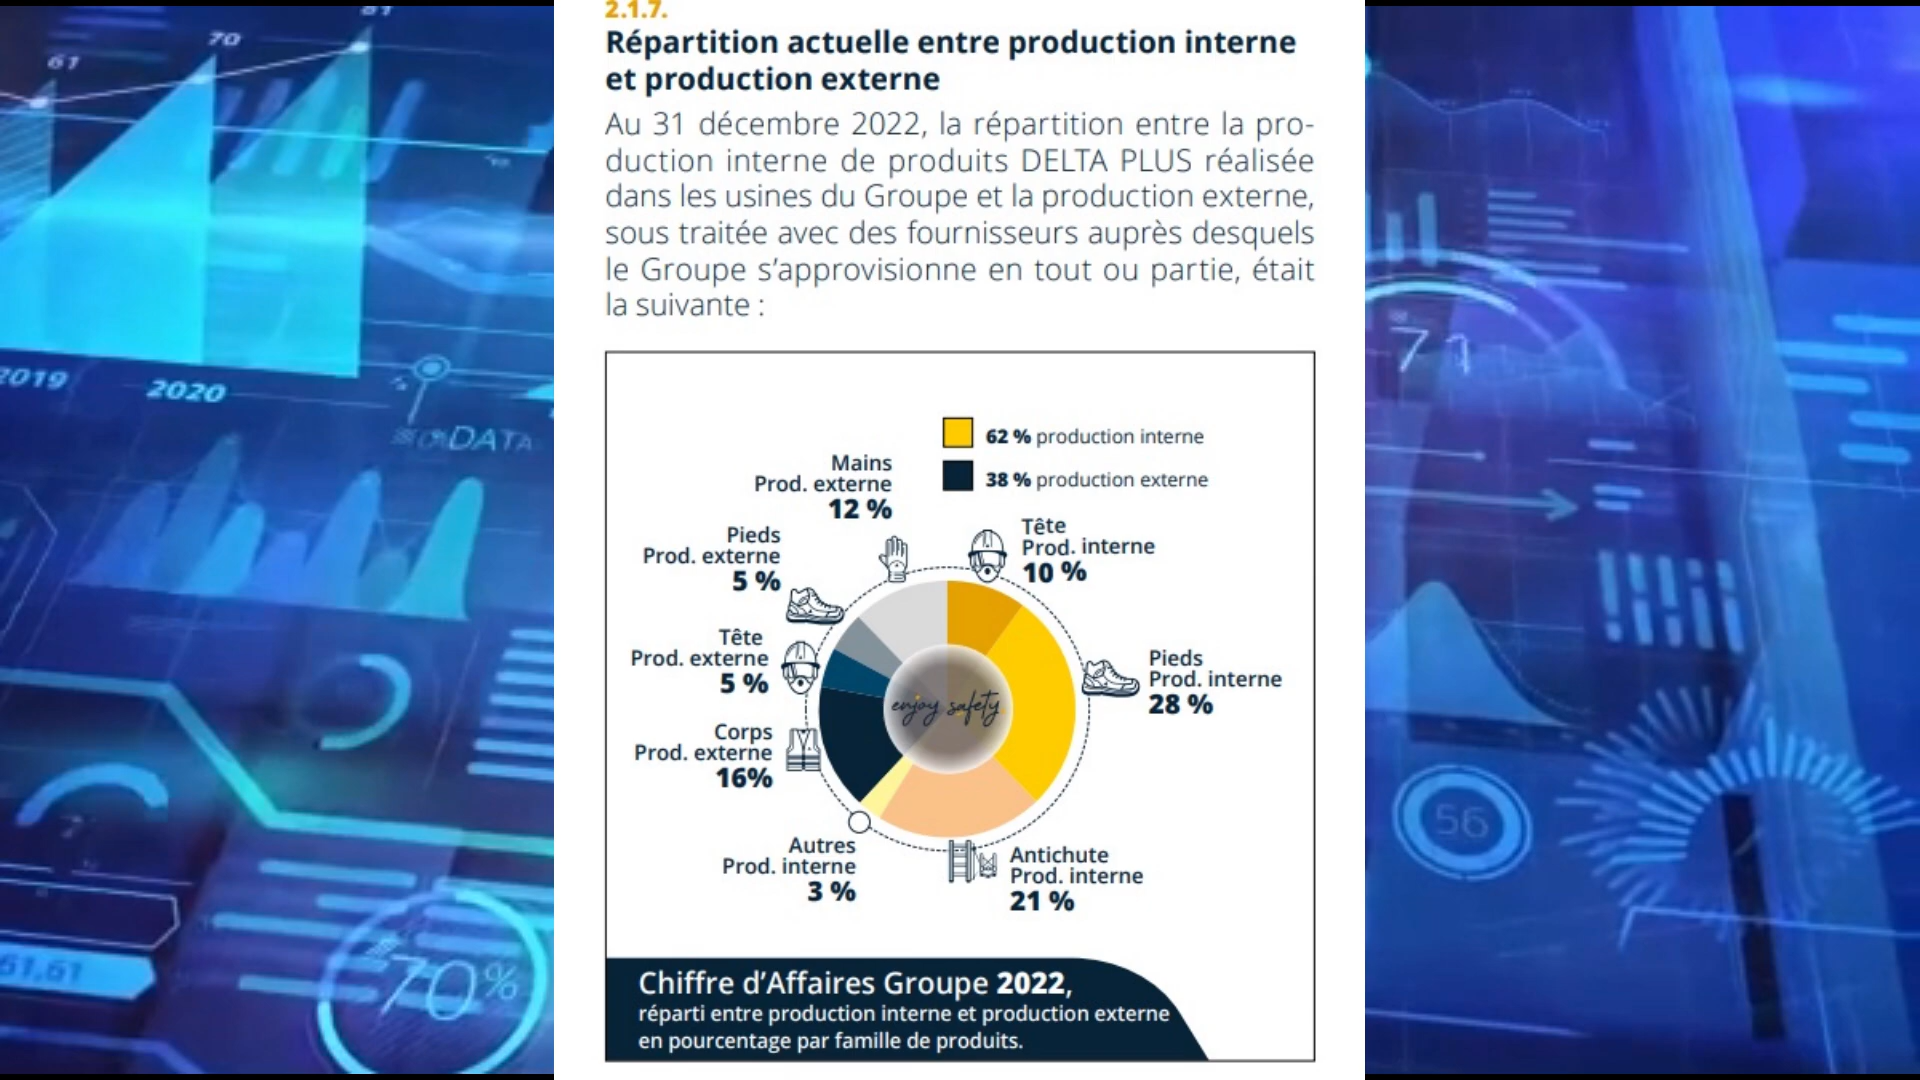 2.1.7.
Répartition actuelle entre production interne
et production externe
Au 31 décembre 2022, la répartition entre la pro-
duction interne de produits DELTA PLUS réalisée
dans les usines du Groupe et la production externe,
sous traitée avec des fournisseurs auprès desquels
le Groupe s’approvisionne en tout ou partie, était
la suivante :
62 % production interne
38 % production externe
Mains
Prod. externe
12 %
Tête
Prod. interne
10 %
Pieds
Prod. externe
5 %
Tête
Prod. externe
5 %
Pieds
Prod. interne
28 %
enjoy safety
Corps
Prod. externe
16%
Autres
Prod. interne
3 %
Antichute
Prod. interne
21 %
Chiffre d’Affaires Groupe 2022,
réparti entre production interne et production externe
en pourcentage par famille de produits.
61
70
81
2019
2020
DATA
61,61
70%
71
56